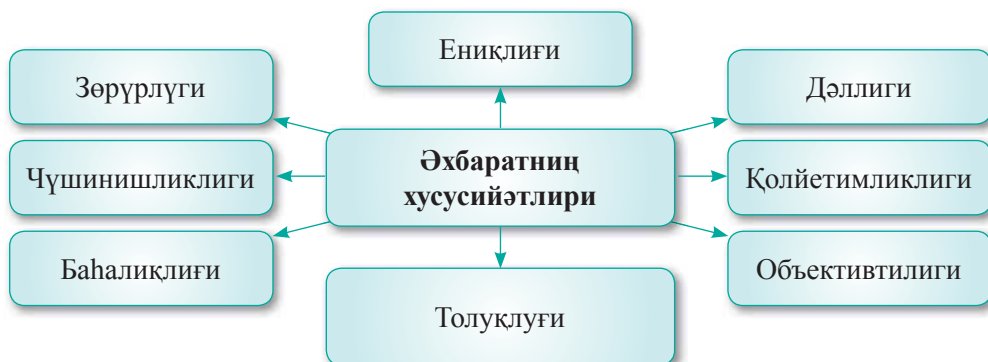 Ениқлиғи
Зөрүрлүги
Дәллиги
Әхбаратниң
хусусийәтлири
Чүшинишликлиги
Қолйетимликлиги
Баһалиқлиғи
Объективтилиги
Толуқлуғи